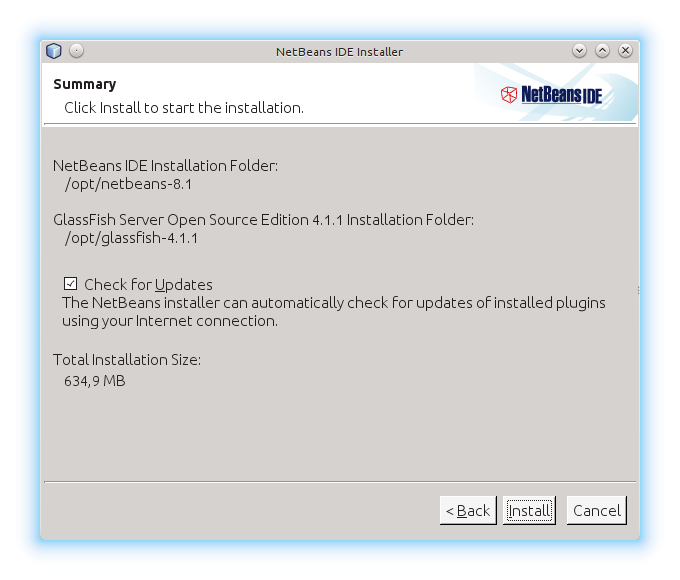 NetBeans IDE Installer
Summary
Click Install to start the installation.
NetBeans IDE
NetBeans IDE Installation Folder:
/opt/netbeans-8.1
GlassFish Server Open Source Edition 4.1.1 Installation Folder:
/opt/glassfish-4.1.1
Check for Updates
The NetBeans installer can automatically check for updates of installed plugins
using your Internet connection.
Total Installation Size:
634,9 MB
< Back Install Cancel